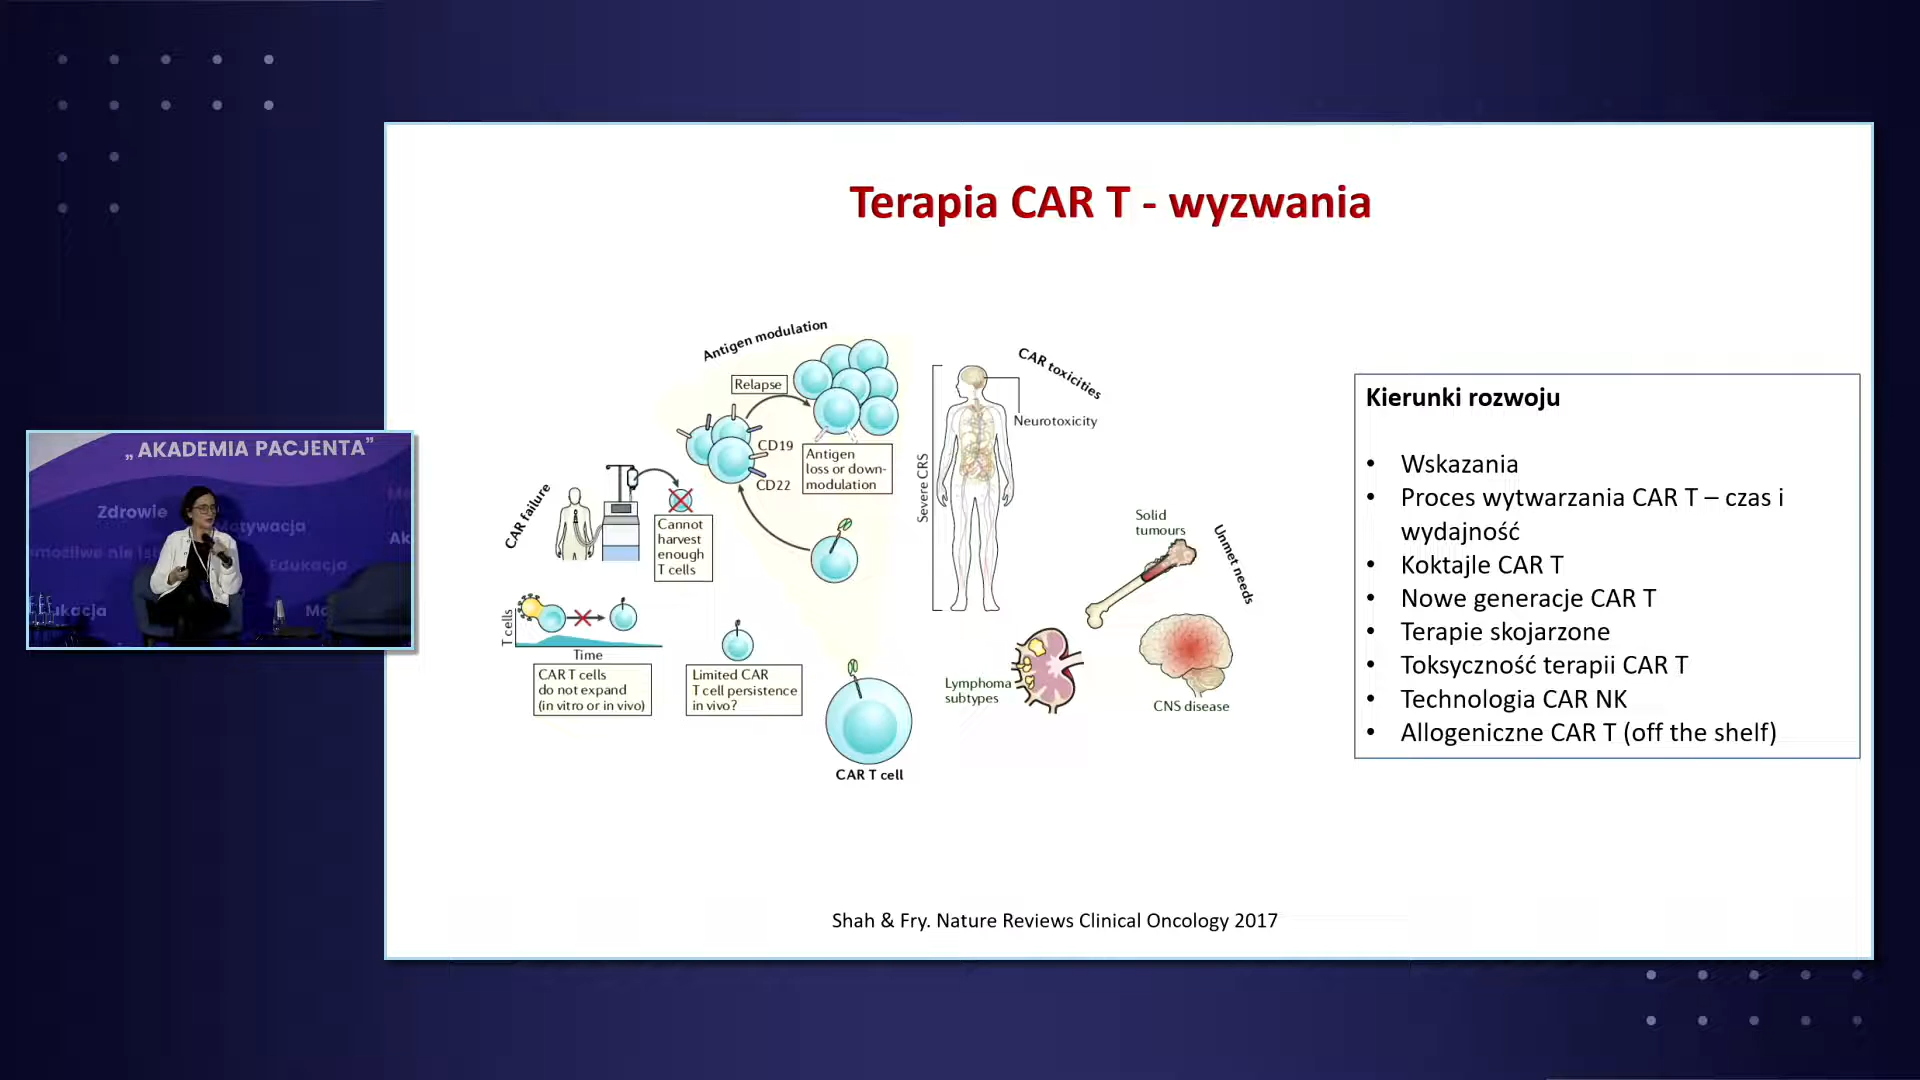 Terapia CAR T - wyzwania
Antigen modulation
Relapse
CD19
CD22
Antigen
loss or down-
modulation
CAR failure
Cannot
harvest
enough
T cells
T cells
Time
CAR T cells
do not expand
(in vitro or in vivo)
Limited CAR
T cell persistence
in vivo?
CAR T cell
Severe CRS
CAR toxicities
Neurotoxicity
Solid
tumours
Unmet needs
Lymphoma
subtypes
CNS disease
Kierunki rozwoju
• Wskazania
• Proces wytwarzania CAR T – czas i
wydajność
• Koktajle CAR T
• Nowe generacje CAR T
• Terapie skojarzone
• Toksyczność terapii CAR T
• Technologia CAR NK
• Allogeniczne CAR T (off the shelf)
Shah & Fry. Nature Reviews Clinical Oncology 2017
„ AKADEMIA PACJENTA”
Zdrowie
Edukacja